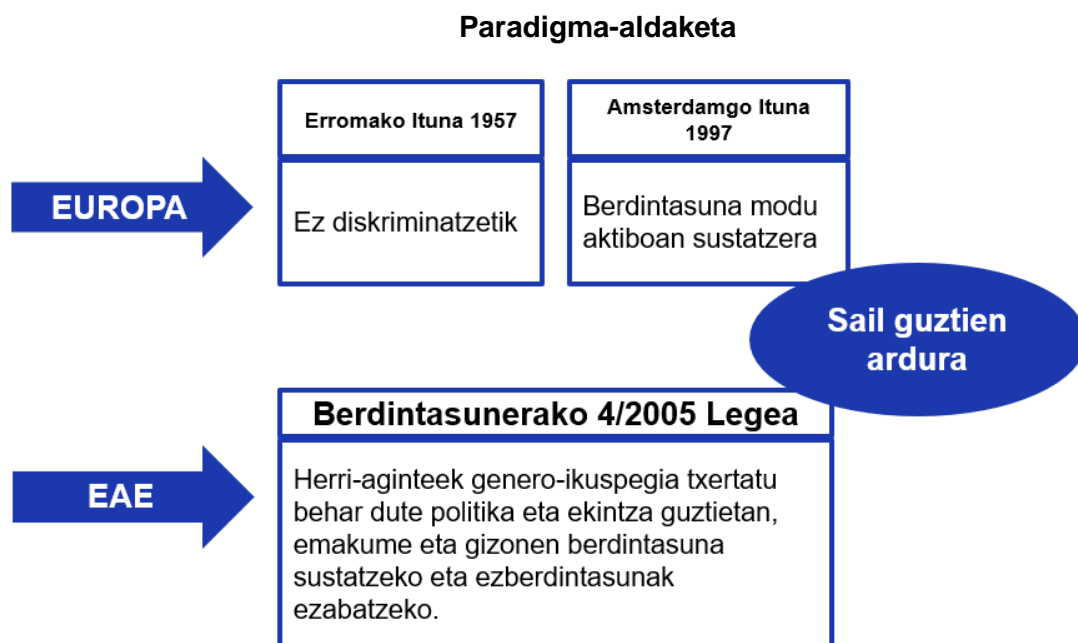 Paradigma-aldaketa
Erromako Ituna 1957
Amsterdamgo Ituna
1997
EUROPA
Ez diskriminatzetik
Berdintasuna modu
aktiboan sustatzera
Sail guztien
ardura
Berdintasunerako 4/2005 Legea
EAE
Herri-aginteek genero-ikuspegia txertatu
behar dute politika eta ekintza guztietan,
emakume eta gizonen berdintasuna
sustatzeko eta ezberdintasunak
ezabatzeko.